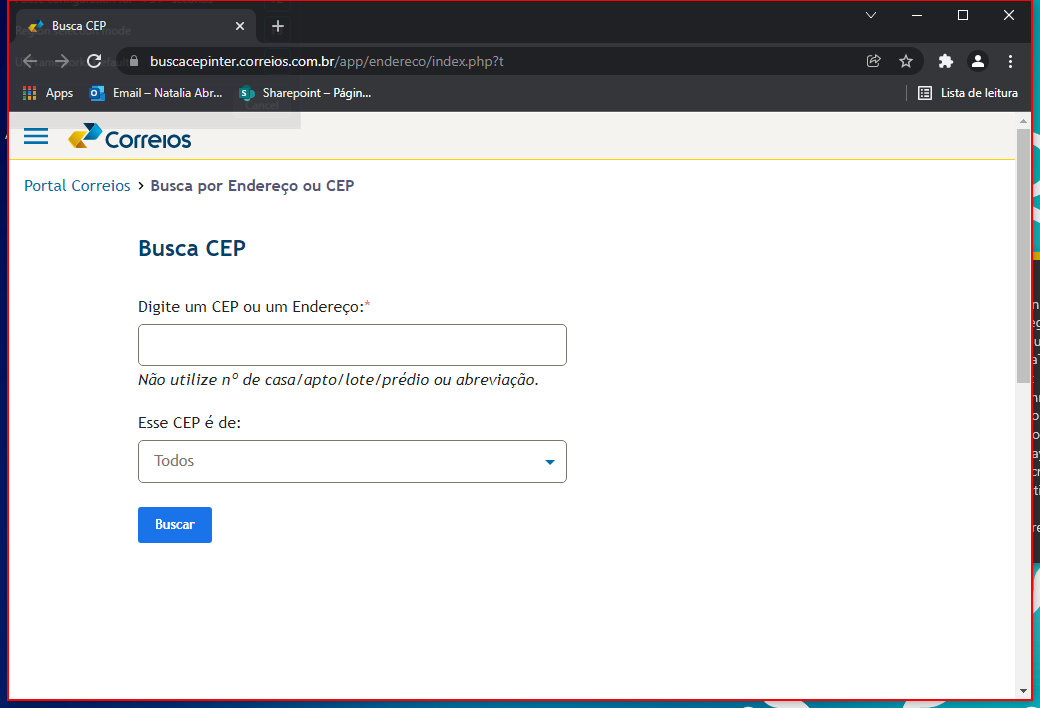 Busca CEP
buscacepinter.correios.com.br/app/endereco/index.php?t
Apps
Email – Natalia Abr...
S
Sharepoint – Págin...
Lista de leitura
Cancel
Correios
Portal Correios > Busca por Endereço ou CEP
Busca CEP
Digite um CEP ou um Endereço:*
Não utilize nº de casa/apto/lote/prédio ou abreviação.
Esse CEP é de:
Todos
Buscar